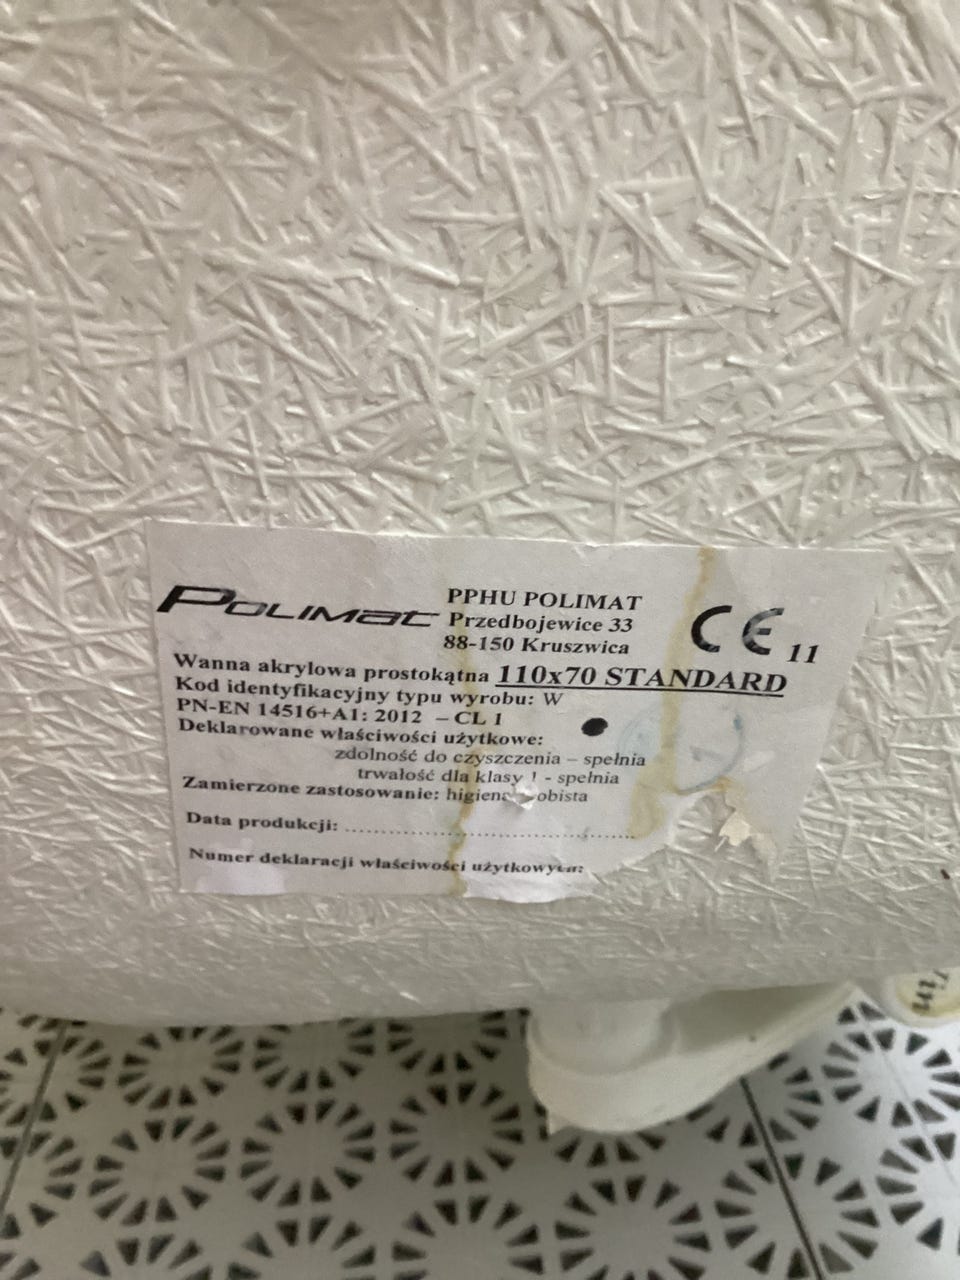 POLIMAT
PPHU POLIMAT
Przedbojewice 33
88-150 Kruszwica
CE 11
Wanna akrylowa prostokątna 110x70 STANDARD
Kod identyfikacyjny typu wyrobu: W
PN-EN 14516+A1: 2012 – CL 1
Deklarowane właściwości użytkowe:
zdolność do czyszczenia – spełnia
trwałość dla klasy 1 - spełnia
Zamierzone zastosowanie: higiena obista
Data produkcji: ..............................................
Numer deklaracji właściwości użytkowych: